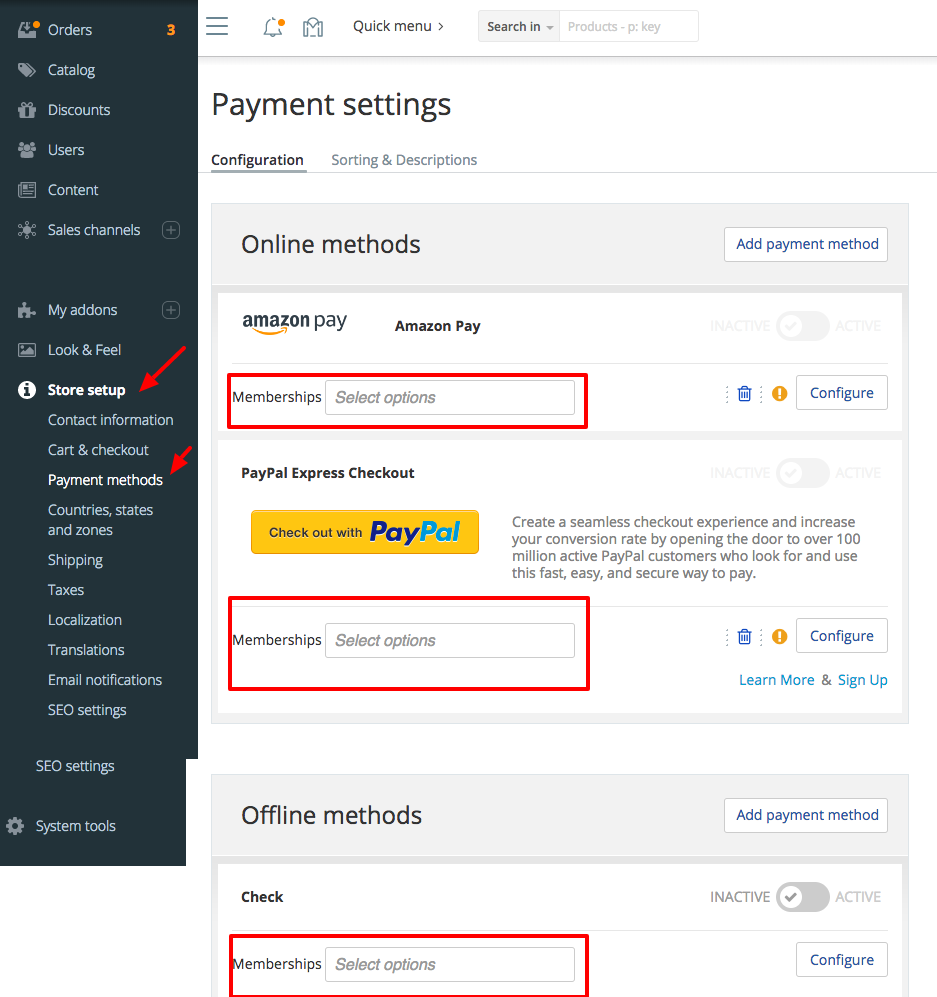 Orders 3
Catalog
Discounts
Users
Content
Sales channels
My addons
Look & Feel
Store setup
Contact information
Cart & checkout
Payment methods
Countries, states
and zones
Shipping
Taxes
Localization
Translations
Email notifications
SEO settings
SEO settings
System tools
Quick menu
Search in
Products - p: key
Payment settings
Configuration
Sorting & Descriptions
Online methods
Add payment method
amazon pay
Amazon Pay
INACTIVE
ACTIVE
Memberships
Select options
Configure
PayPal Express Checkout
INACTIVE
ACTIVE
Check out with PayPal
Create a seamless checkout experience and increase
your conversion rate by opening the door to over 100
million active PayPal customers who look for and use
this fast, easy, and secure way to pay.
Memberships
Select options
Configure
Learn More & Sign Up
Offline methods
Add payment method
Check
INACTIVE
ACTIVE
Memberships
Select options
Configure